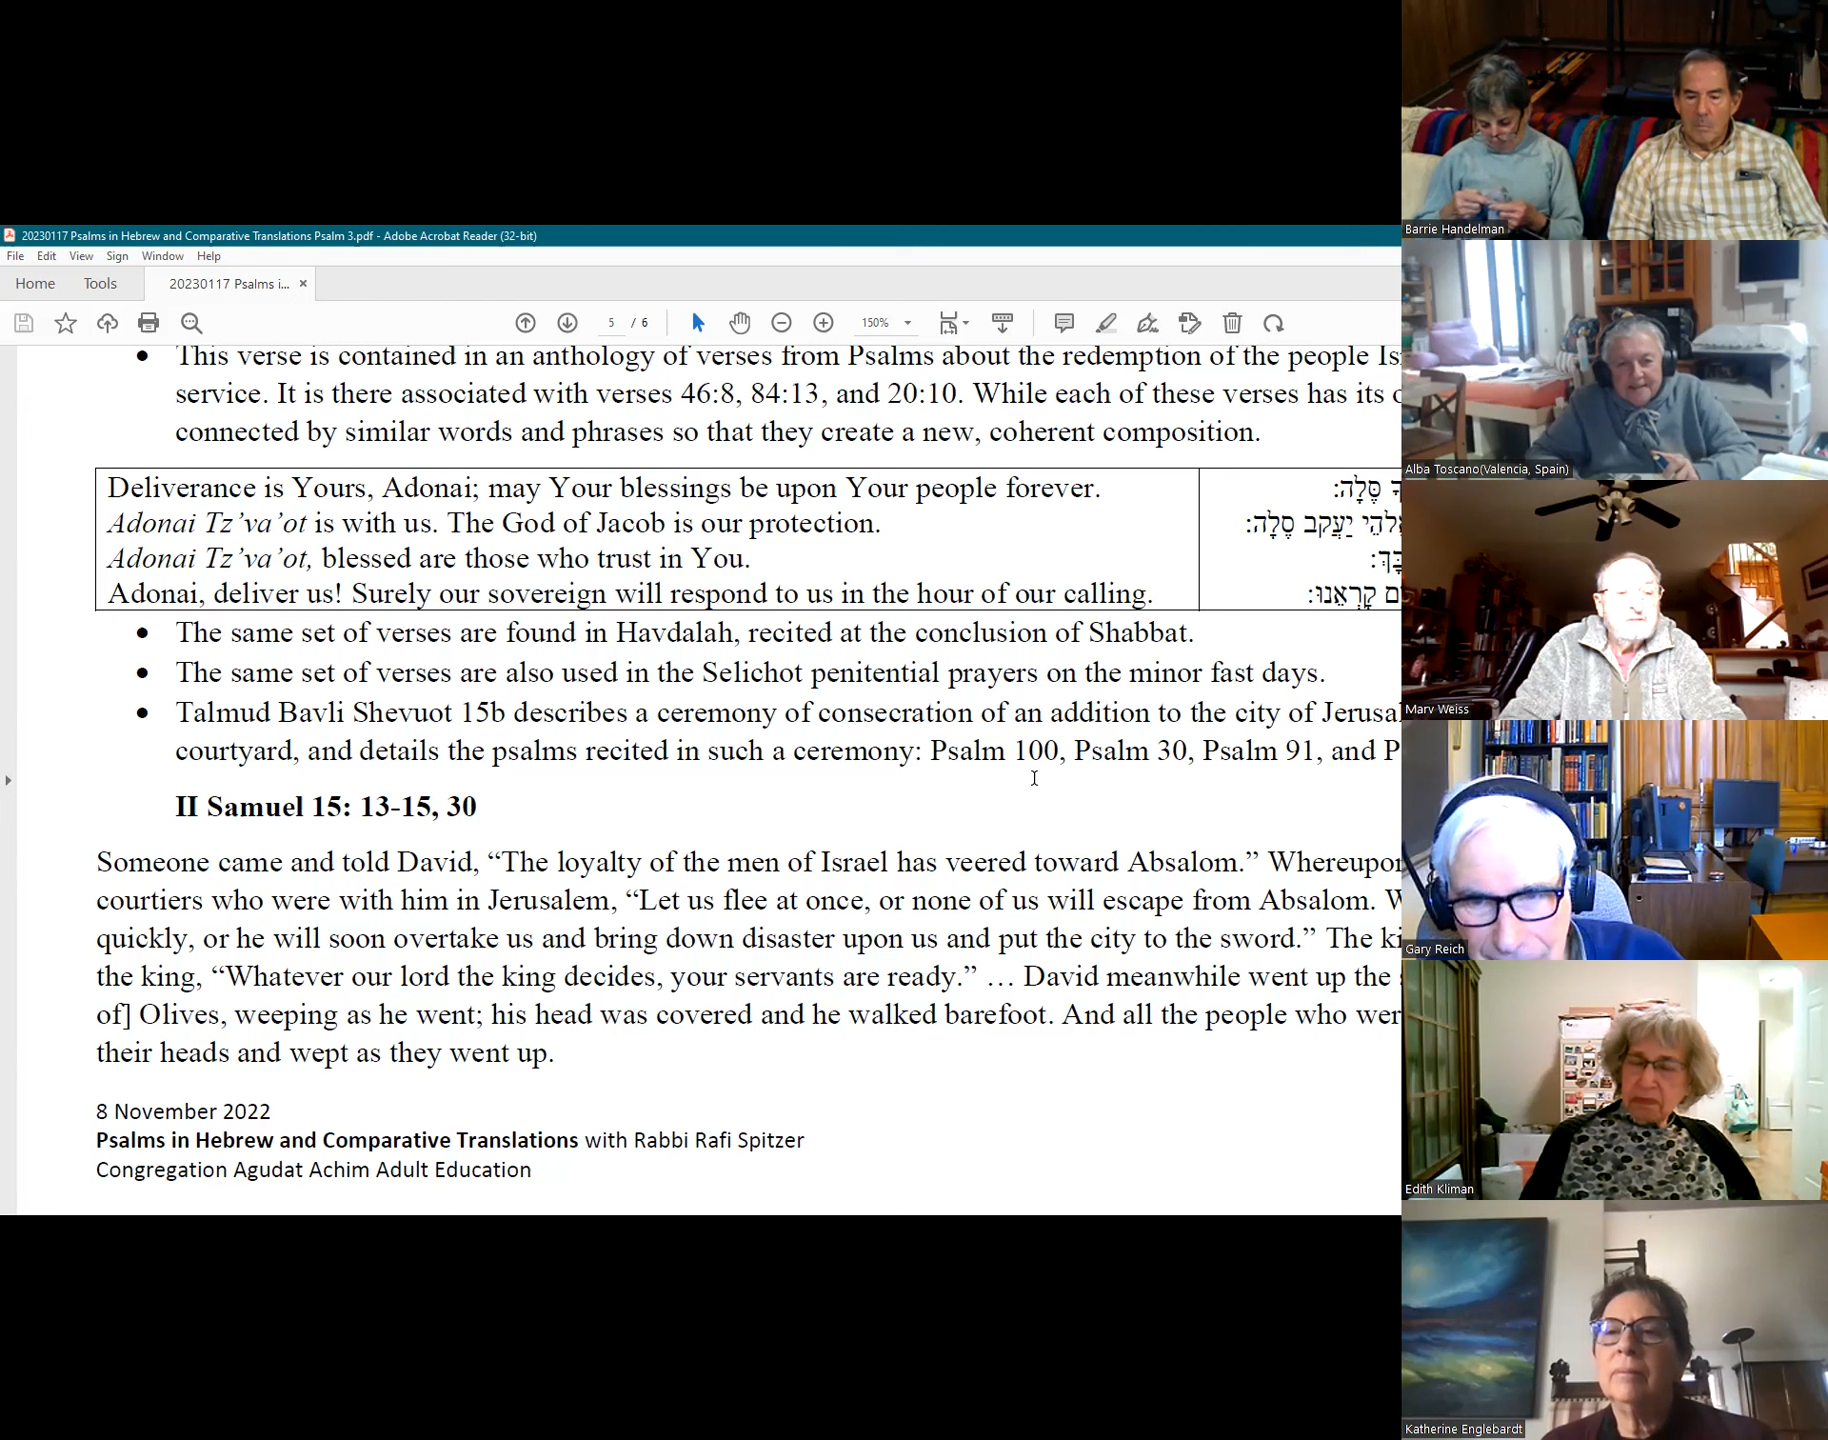 20230117 Psalms in Hebrew and Comparative Translations Psalm 3.pdf - Adobe Acrobat Reader (32-bit)
File Edit View Sign Window Help
Home Tools 20230117 Psalms i... ×
5 / 6 150%
This verse is contained in an anthology of verses from Psalms about the redemption of the people
service. It is there associated with verses 46:8, 84:13, and 20:10. While each of these verses has its
connected by similar words and phrases so that they create a new, coherent composition.
Deliverance is Yours, Adonai; may Your blessings be upon Your people forever.
סֶּלָה:
Adonai Tz’va’ot is with us. The God of Jacob is our protection.
יַעֲקֹב סֶלָה:
Adonai Tz’va’ot, blessed are those who trust in You.
Adonai, deliver us! Surely our sovereign will respond to us in the hour of our calling.
קָרְאֵנוּ:
• The same set of verses are found in Havdalah, recited at the conclusion of Shabbat.
• The same set of verses are also used in the Selichot penitential prayers on the minor fast days.
• Talmud Bavli Shevuot 15b describes a ceremony of consecration of an addition to the city of Jerusal
courtyard, and details the psalms recited in such a ceremony: Psalm 100, Psalm 30, Psalm 91, and P
II Samuel 15: 13-15, 30
Someone came and told David, “The loyalty of the men of Israel has veered toward Absalom.” Whereupon
courtiers who were with him in Jerusalem, “Let us flee at once, or none of us will escape from Absalom.
quickly, or he will soon overtake us and bring down disaster upon us and put the city to the sword.” The ki
the king, “Whatever our lord the king decides, your servants are ready.” … David meanwhile went up the
of] Olives, weeping as he went; his head was covered and he walked barefoot. And all the people who wer
their heads and wept as they went up.
8 November 2022
Psalms in Hebrew and Comparative Translations with Rabbi Rafi Spitzer
Congregation Agudat Achim Adult Education
Barrie Handelman
Alba Toscano(Valencia, Spain)
Marv Weiss
Gary Reich
Edith Kliman
Katherine Englebardt